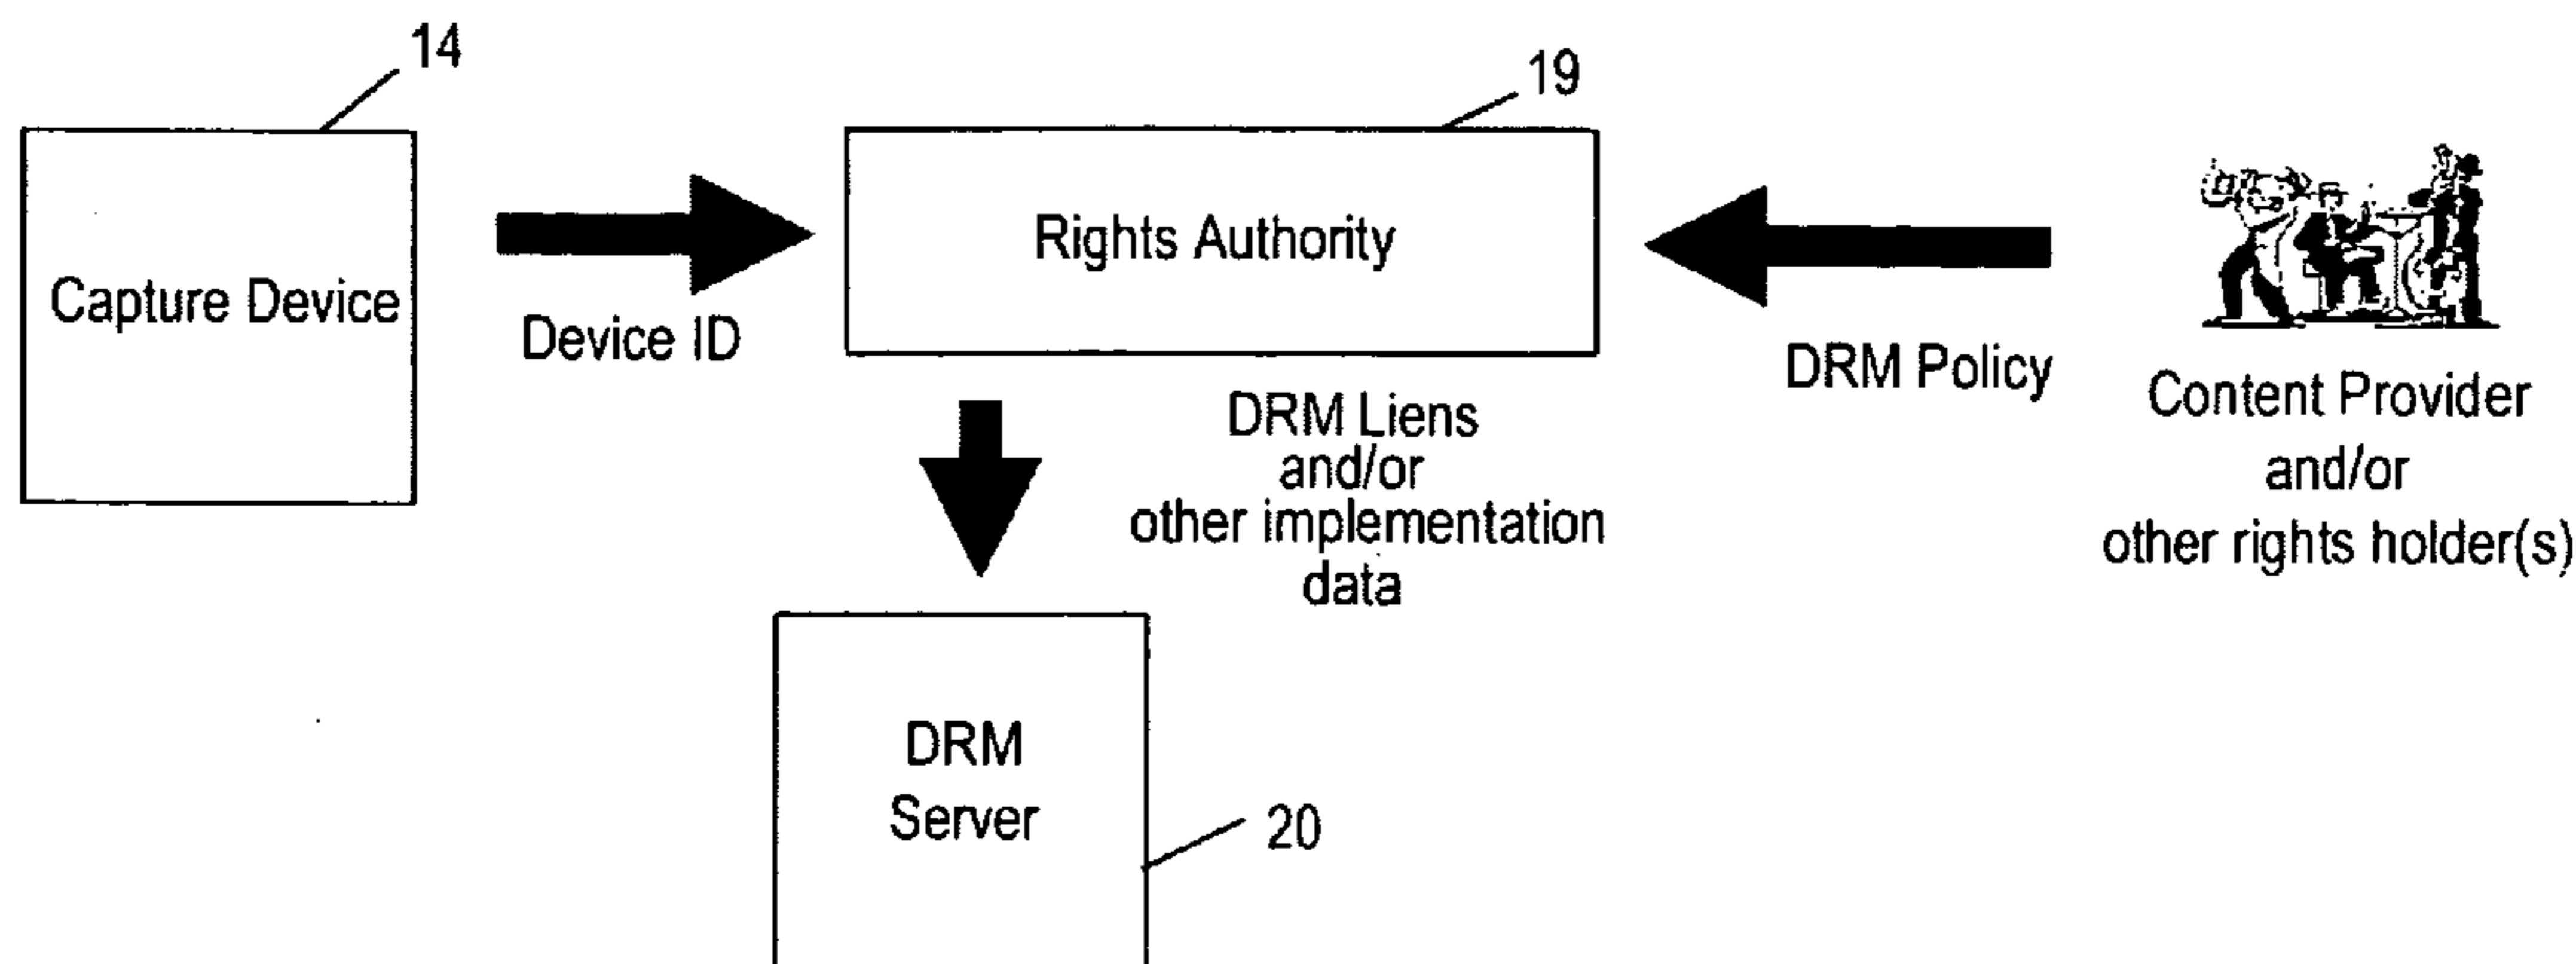 14
19
Capture Device
Device ID
Rights Authority
DRM Policy
Content Provider
and/or
other rights holder(s)
DRM Liens
and/or
other implementation
data
DRM
Server
20